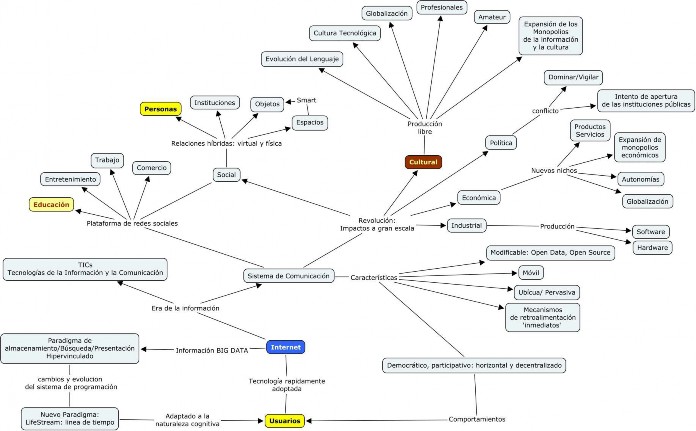 Profesionales
Globalización
Amateur
Expansión de los
Monopolios
de la información
y la cultura
Cultura Tecnológica
Evolución del Lenguaje
Dominar/Vigilar
Intento de apertura
de las instituciones públicas
conflicto
Instituciones
Objetos
Smart
Personas
Espacios
Producción
libre
Productos
Servicios
Relaciones híbridas: virtual y física
Política
Expansión de
monopolios
económicos
Trabajo
Cultural
Comercio
Nuevos nichos
Entretenimiento
Social
Autonomías
Económica
Globalización
Educación
Plataforma de redes sociales
Revolución:
Impactos a gran escala
Industrial
Producción
Software
Hardware
Modificable: Open Data, Open Source
TICs
Tecnologías de la Información y la Comunicación
Sistema de Comunicación
Características
Móvil
Ubícua/ Pervasiva
Era de la información
Mecanismos
de retroalimentación
'inmediatos'
Paradigma de
almacenamiento/Búsqueda/Presentación
Hipervinculado
Información BIG DATA
Internet
Democrático, participativo: horizontal y decentralizado
cambios y evolucion
del sistema de programación
Tecnología rapidamente
adoptada
Nuevo Paradigma:
LifeStream: linea de tiempo
Adaptado a la
naturaleza cognitiva
Usuarios
Comportamientos